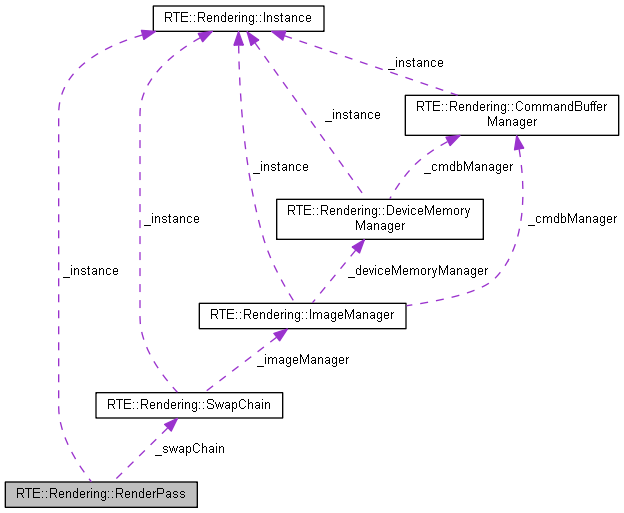 RTE::Rendering::Instance
_instance
RTE::Rendering::CommandBuffer
Manager
_instance
_instance
_cmdbManager
RTE::Rendering::DeviceMemory
Manager
_instance
_cmdbManager
_instance
_deviceMemoryManager
RTE::Rendering::ImageManager
_imageManager
RTE::Rendering::SwapChain
_swapChain
RTE::Rendering::RenderPass